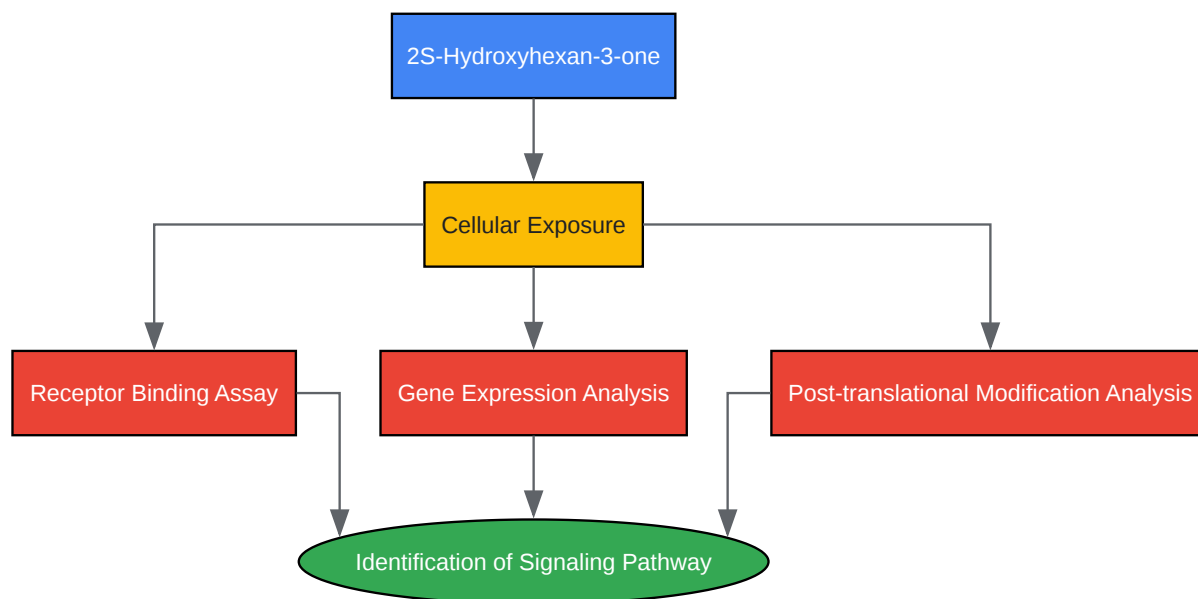 2S-Hydroxyhexan-3-one
Cellular Exposure
Receptor Binding Assay
Gene Expression Analysis
Post-translational Modification Analysis
Identification of Signaling Pathway